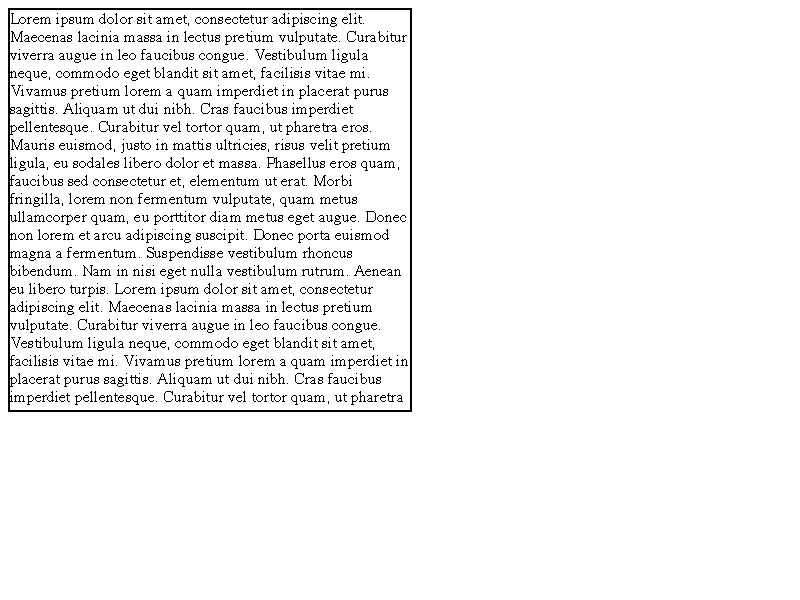 Lorem ipsum dolor sit amet, consectetur adipiscing elit.
Maecenas lacinia massa in lectus pretium vulputate. Curabitur
viverra augue in leo faucibus congue. Vestibulum ligula
neque, commodo eget blandit sit amet, facilisis vitae mi.
Vivamus pretium lorem a quam imperdiet in placerat purus
sagittis. Aliquam ut dui nibh. Cras faucibus imperdiet
pellentesque. Curabitur vel tortor quam, ut pharetra eros.
Mauris euismod, justo in mattis ultricies, risus velit pretium
ligula, eu sodales libero dolor et massa. Phasellus eros quam,
faucibus sed consectetur et, elementum ut erat. Morbi
fringilla, lorem non fermentum vulputate, quam metus
ullamcorper quam, eu porttitor diam metus eget augue. Donec
non lorem et arcu adipiscing suscipit. Donec porta euismod
magna a fermentum. Suspendisse vestibulum rhoncus
bibendum. Nam in nisi eget nulla vestibulum rutrum. Aenean
eu libero turpis. Lorem ipsum dolor sit amet, consectetur
adipiscing elit. Maecenas lacinia massa in lectus pretium
vulputate. Curabitur viverra augue in leo faucibus congue.
Vestibulum ligula neque, commodo eget blandit sit amet,
facilisis vitae mi. Vivamus pretium lorem a quam imperdiet in
placerat purus sagittis. Aliquam ut dui nibh. Cras faucibus
imperdiet pellentesque. Curabitur vel tortor quam, ut pharetra